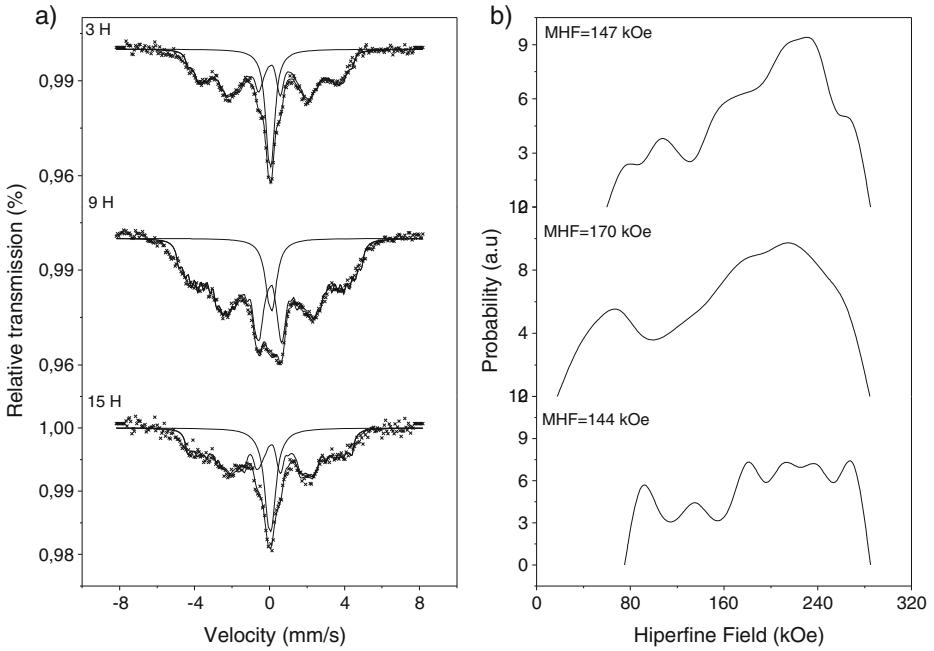 a)
3 H
0,99
0,96
9 H
0,99
0,96
15 H
1,00
0,99
0,98
-8 -4 0 4 8
Velocity (mm/s)
Relative transmission (%)
b)
MHF=147 kOe
9
6
3
MHF=170 kOe
8
4
MHF=144 kOe
9
6
3
0
0 80 160 240 320
Hiperfine Field (kOe)
Probability (a.u)